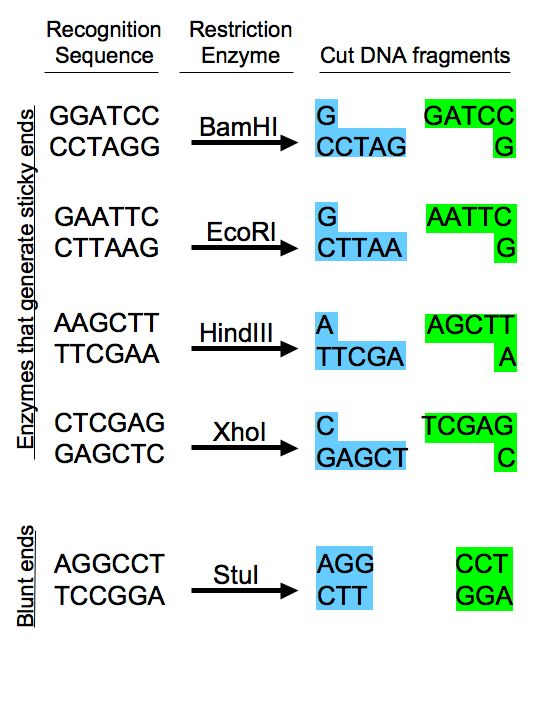 Recognition Sequence
Restriction Enzyme
Cut DNA fragments
Enzymes that generate sticky ends
GGATCC
CCTAGG
BamHI
G GATCC
CCTAG G
GAATTC
CTTAAG
EcoRI
G AATTC
CTTAA G
AAGCTT
TTCGAA
HindIII
A AGCTT
TTCGA A
CTCGAG
GAGCTC
XhoI
C TCGAG
GAGCT C
Blunt ends
AGGCCT
TCCGGA
StuI
AGG CCT
CTT GGA